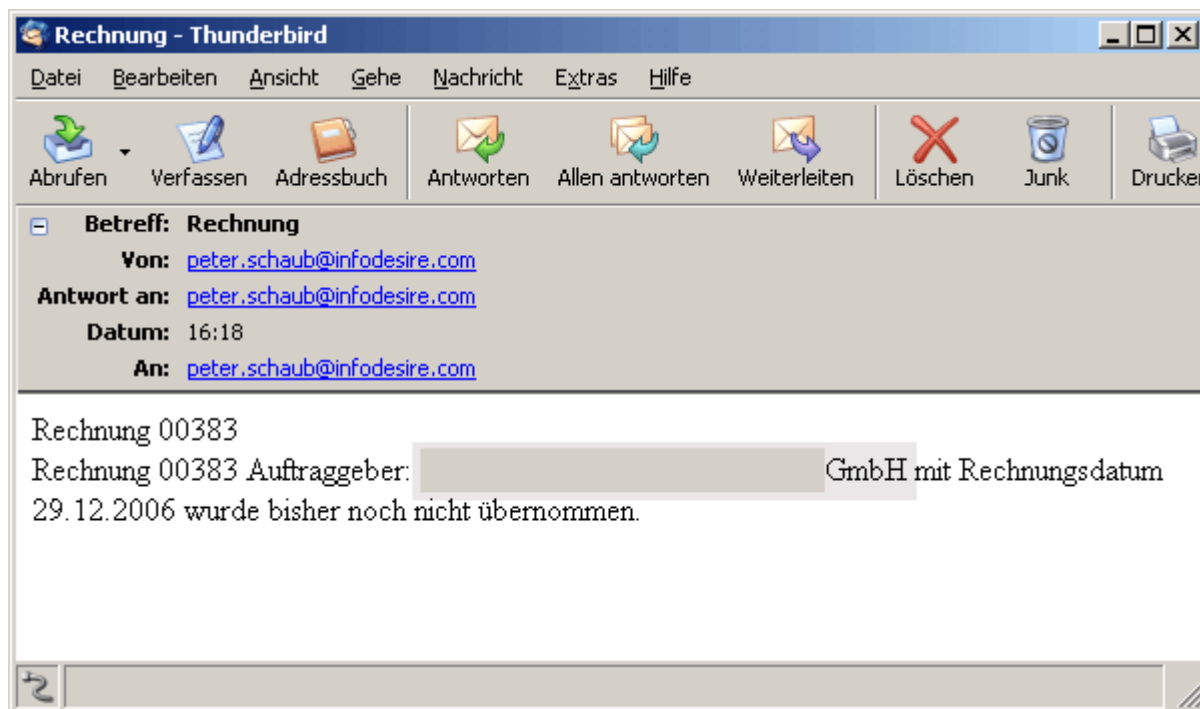 Rechnung - Thunderbird
Datei Bearbeiten Ansicht Gehe Nachricht Extras Hilfe
Abrufen Verfassen Adressbuch Antworten Allen antworten Weiterleiten Löschen Junk Drucken
Betreff: Rechnung
Von: peter.schaub@infodesire.com
Antwort an: peter.schaub@infodesire.com
Datum: 16:18
An: peter.schaub@infodesire.com
Rechnung 00383
Rechnung 00383 Auftraggeber: GmbH mit Rechnungsdatum
29.12.2006 wurde bisher noch nicht übernommen.